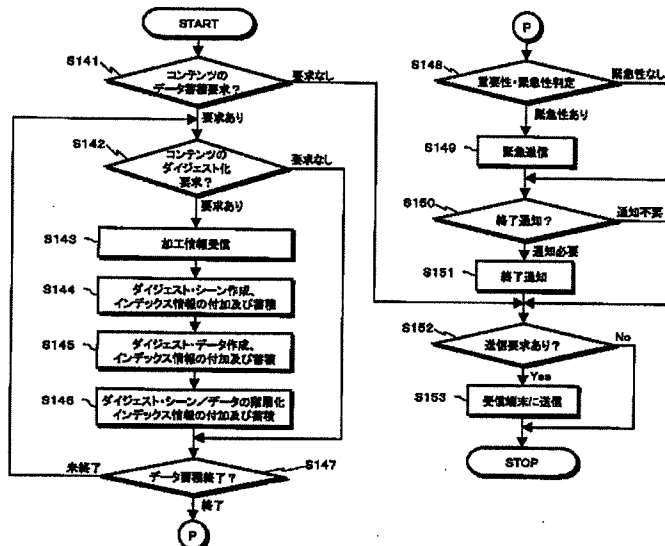 START
S141
コンテンツの
データ蓄積要求?
要求なし
要求あり
S142
コンテンツの
ダイジェスト化
要求?
要求なし
要求あり
S143
加工情報受信
S144
ダイジェスト・シーン作成、
インデックス情報の付加及び蓄積
S145
ダイジェスト・データ作成、
インデックス情報の付加及び蓄積
S146
ダイジェスト・シーン/データの階層化
インデックス情報の付加及び蓄積
未終了
データ蓄積終了?
S147
終了
P
P
S148
重要性・緊急性判定
緊急性なし
緊急性あり
S149
緊急送信
S150
終了通知?
通知不要
通知必要
S151
終了通知
S152
送信要求あり?
No
Yes
S153
受信端末に送信
STOP